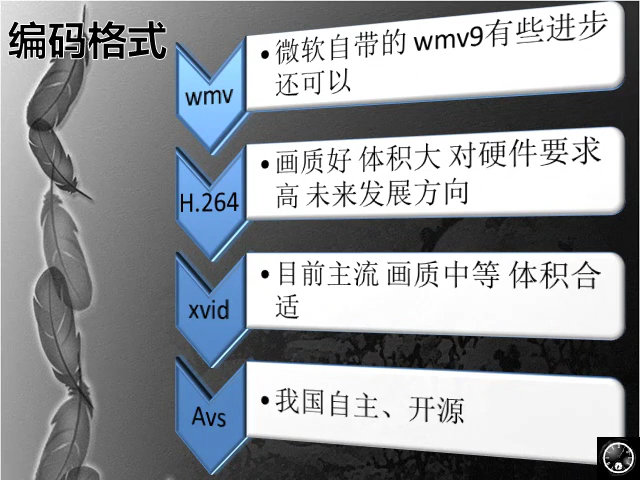 编码格式
wmv
•微软自带的 wmv9有些进步
还可以
H.264
•画质好 体积大 对硬件要求
高 未来发展方向
xvid
•目前主流 画质中等 体积合
适
Avs
•我国自主、开源